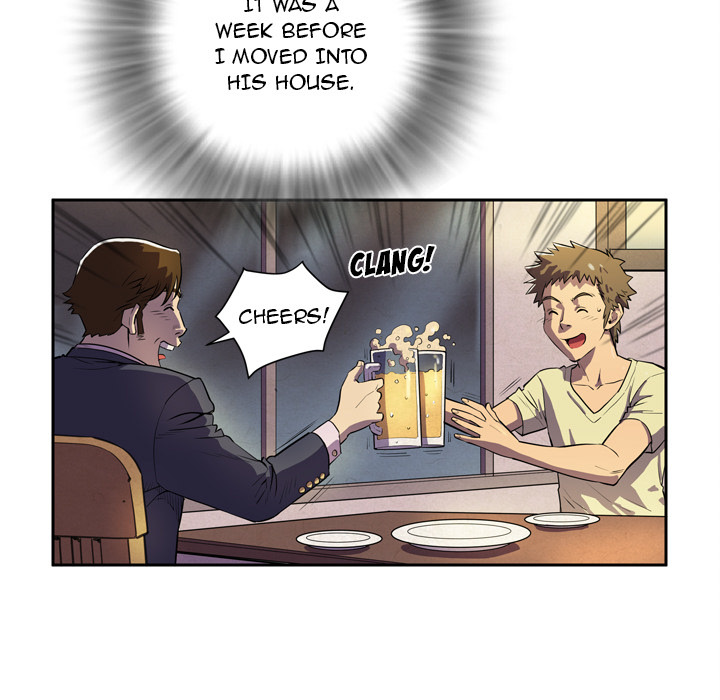 IT WAS A
WEEK BEFORE
I MOVED INTO
HIS HOUSE.
CLANG!
CHEERS!